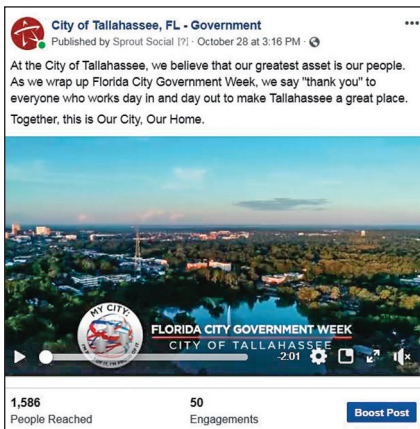 City of Tallahassee, FL - Government
Published by Sprout Social [?] · October 28 at 3:16 PM ·
At the City of Tallahassee, we believe that our greatest asset is our people.
As we wrap up Florida City Government Week, we say "thank you" to
everyone who works day in and day out to make Tallahassee a great place.
Together, this is Our City, Our Home.
MY CITY:
FLORIDA CITY GOVERNMENT WEEK
CITY OF TALLAHASSEE
-2:01
1,586
People Reached
50
Engagements
Boost Post